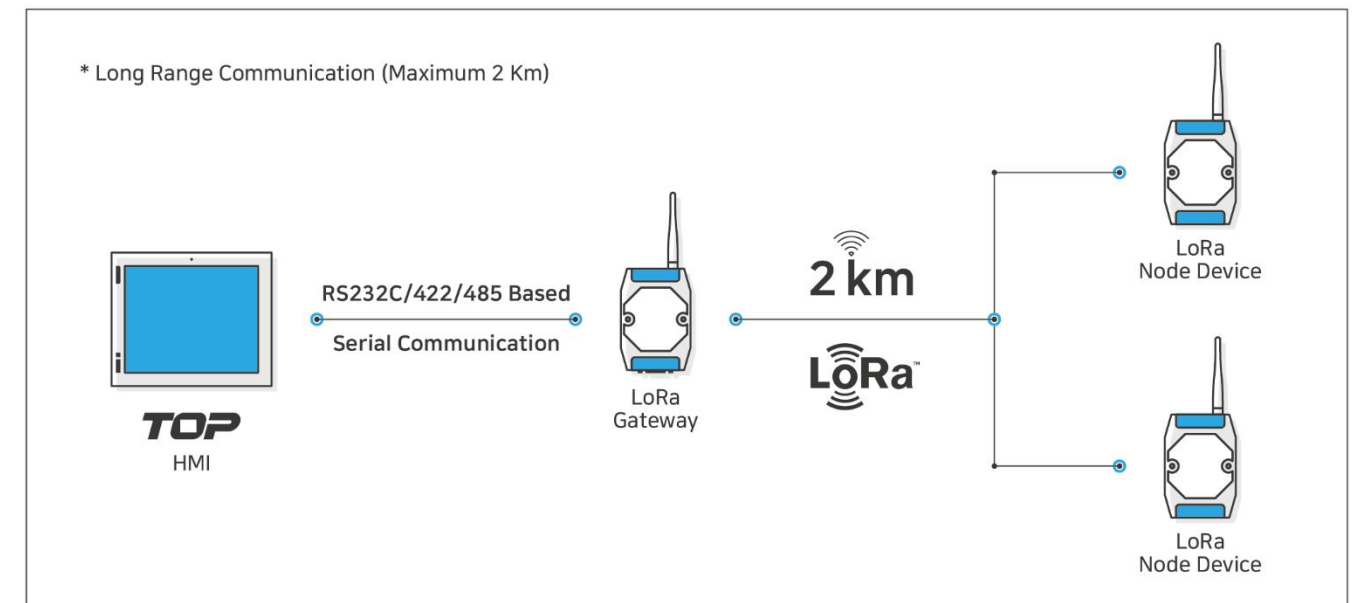 * Long Range Communication (Maximum 2 Km)
RS232C/422/485 Based
Serial Communication
TOP
HMI
LoRa
Gateway
2 km
LoRa™
LoRa
Node Device
LoRa
Node Device